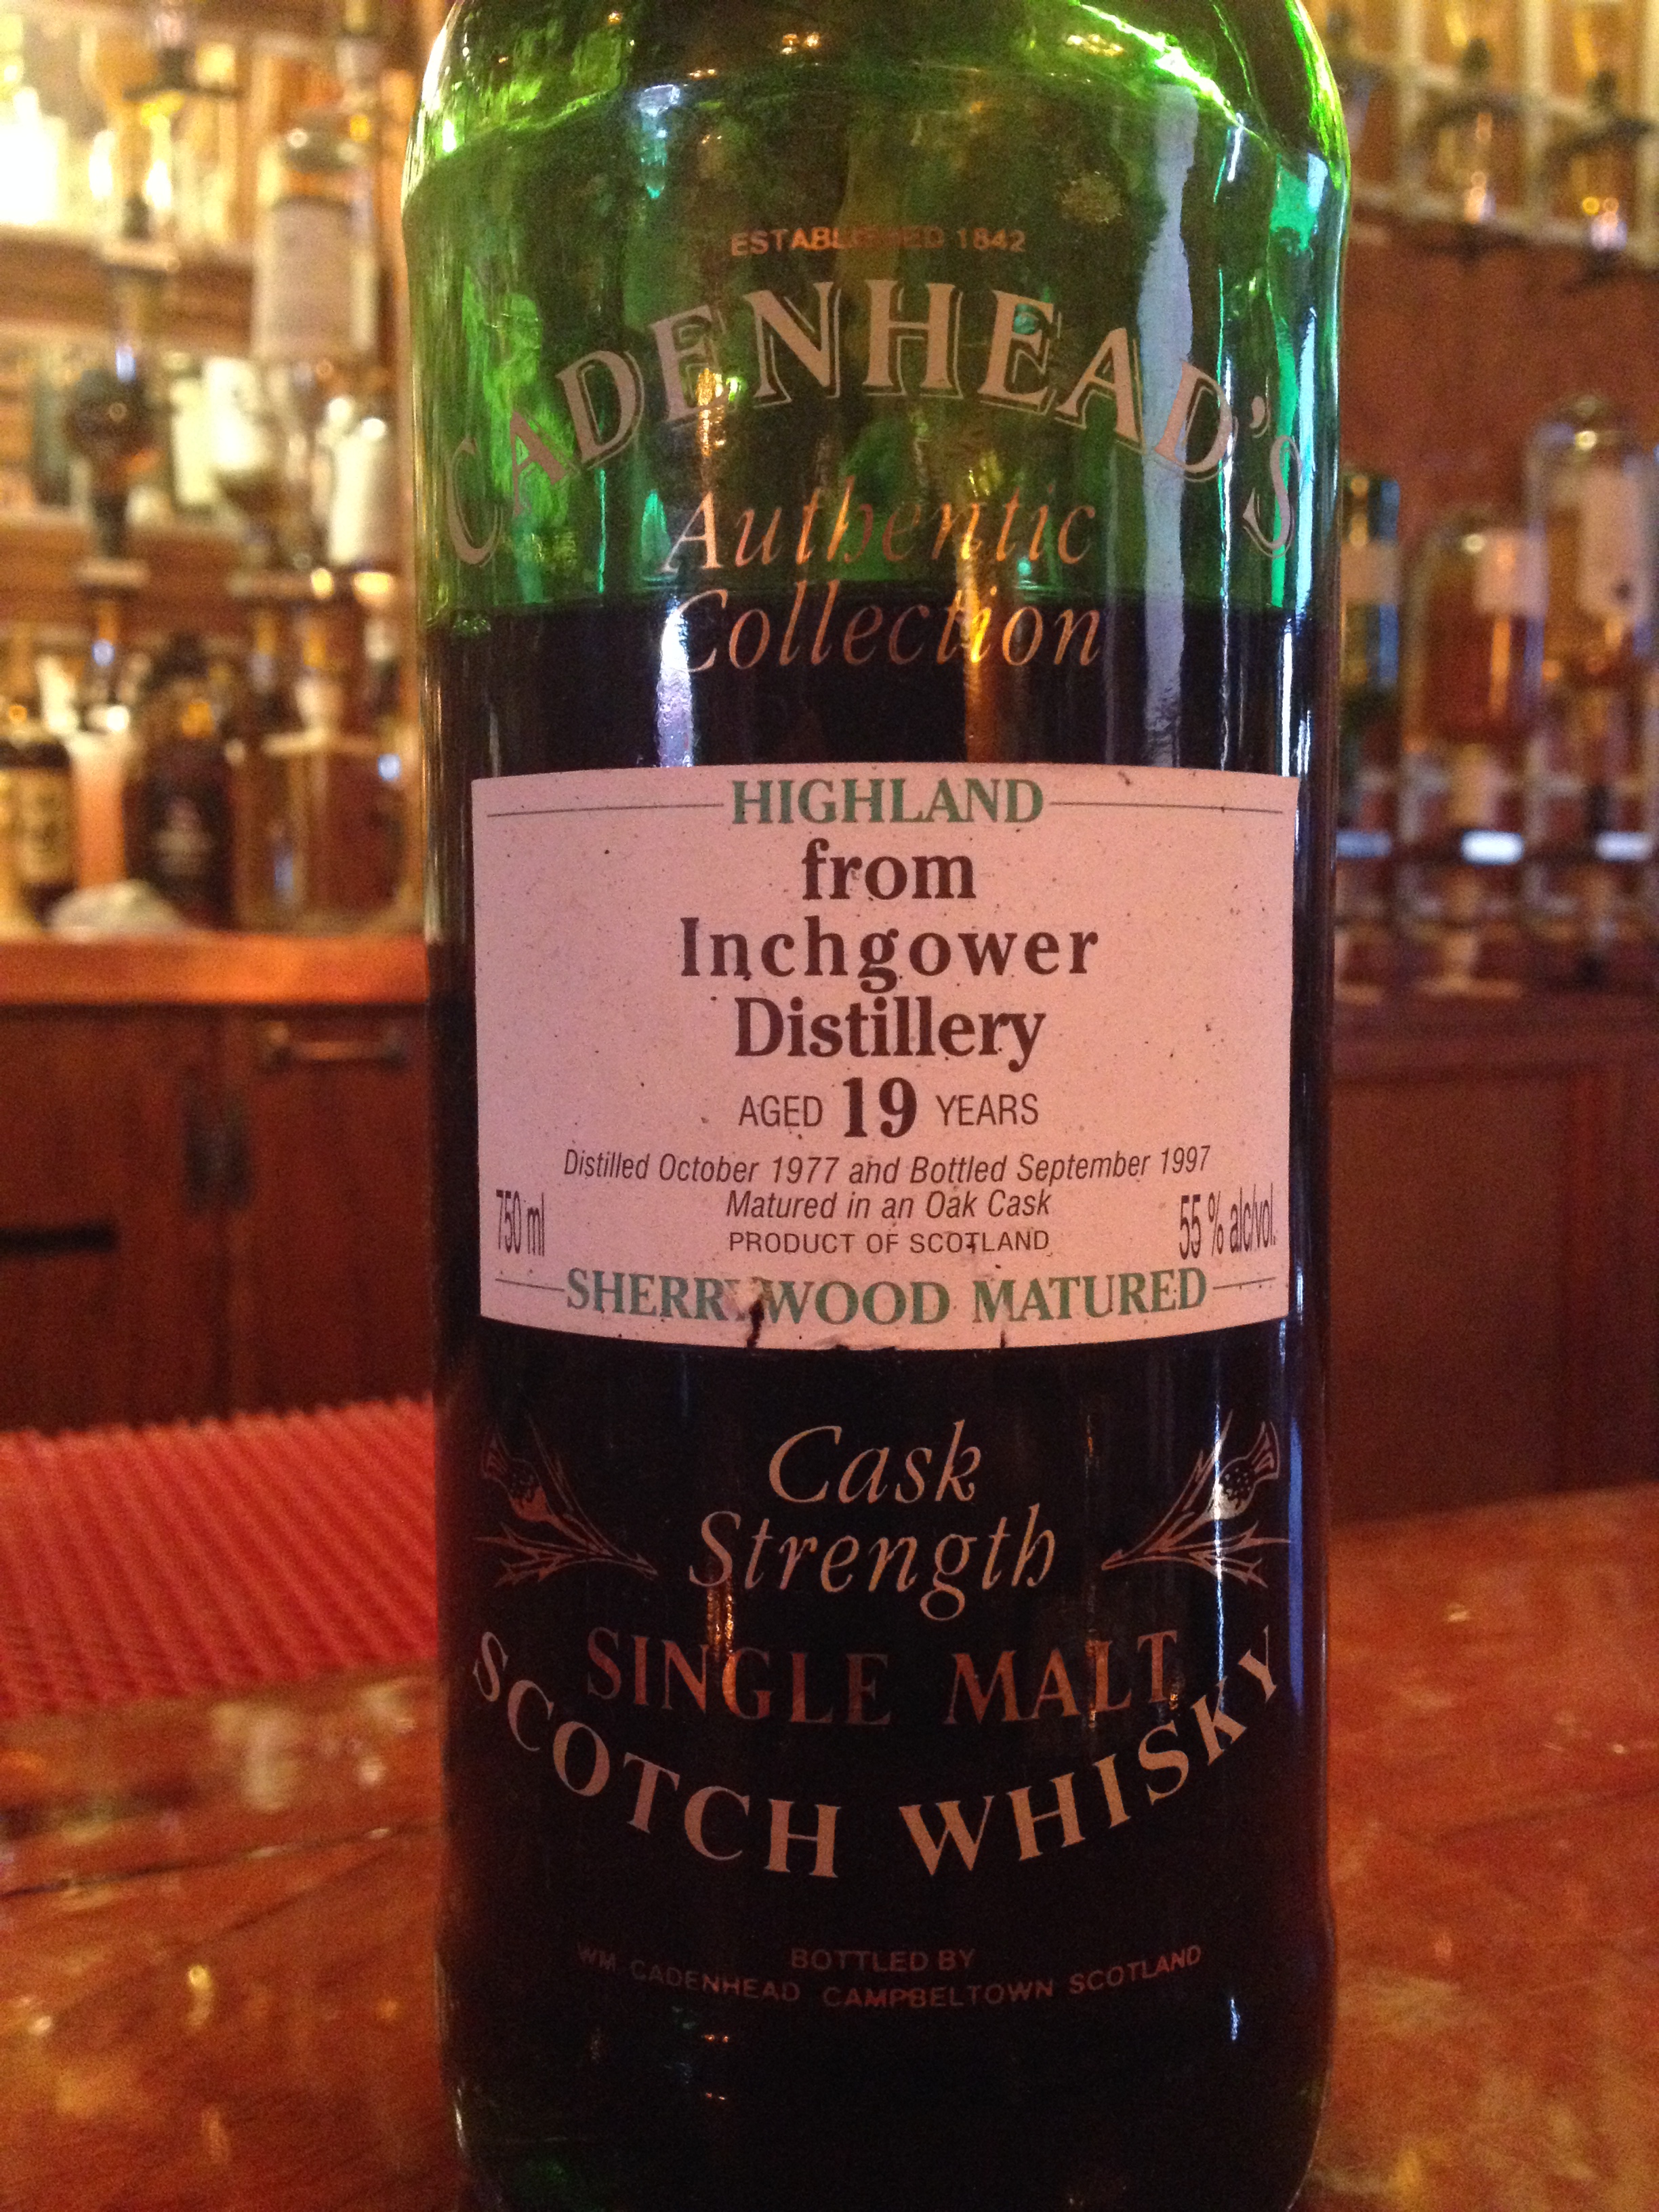 ESTABLISHED 1842
CADENHEAD'S
Authentic
Collection
HIGHLAND
from
Inchgower
Distillery
AGED 19 YEARS
Distilled October 1977 and Bottled September 1997
Matured in an Oak Cask
750 ml
PRODUCT OF SCOTLAND
55 % alc/vol.
SHERRYWOOD MATURED
Cask
Strength
SINGLE MALT
SCOTCH WHISKY
BOTTLED BY
WM CADENHEAD CAMPBELTOWN SCOTLAND